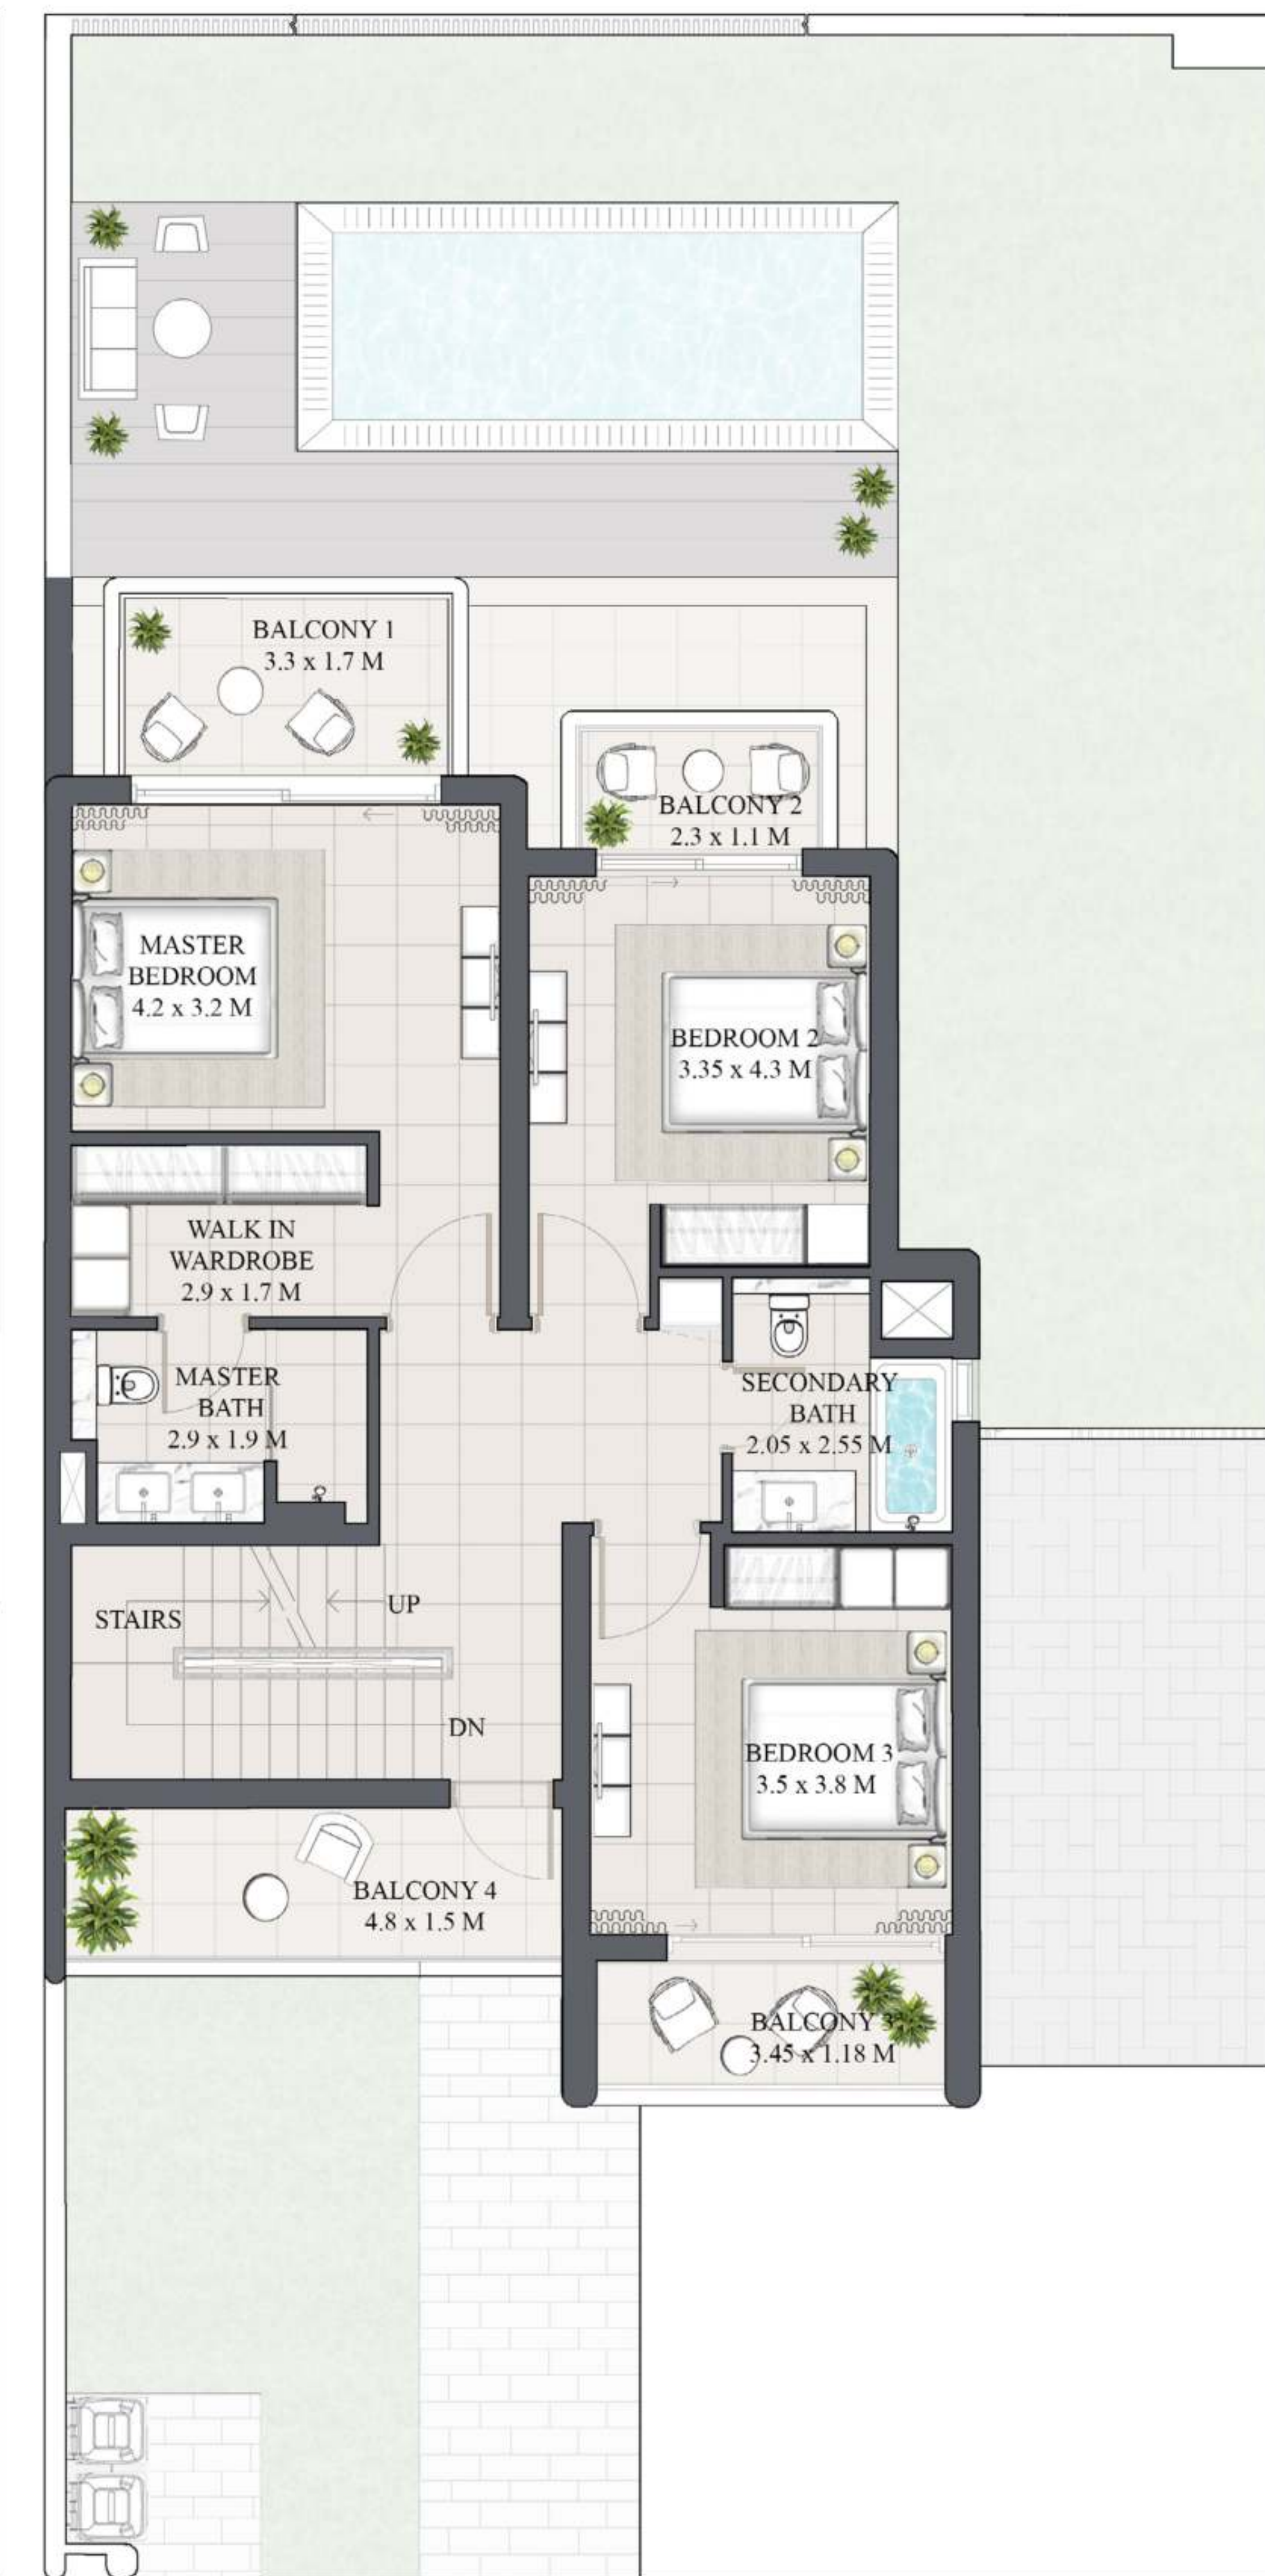 BALCONY 1
3.3 x 1.7 M
BALCONY 2
2.3 x 1.1 M
MASTER
BEDROOM
4.2 x 3.2 M
BEDROOM 2
3.35 x 4.3 M
WALK IN
WARDROBE
2.9 x 1.7 M
MASTER
BATH
2.9 x 1.9 M
SECONDARY
BATH
2.05 x 2.55 M
STAIRS
UP
DN
BEDROOM 3
3.5 x 3.8 M
BALCONY 4
4.8 x 1.5 M
BALCONY 3
3.45 x 1.18 M